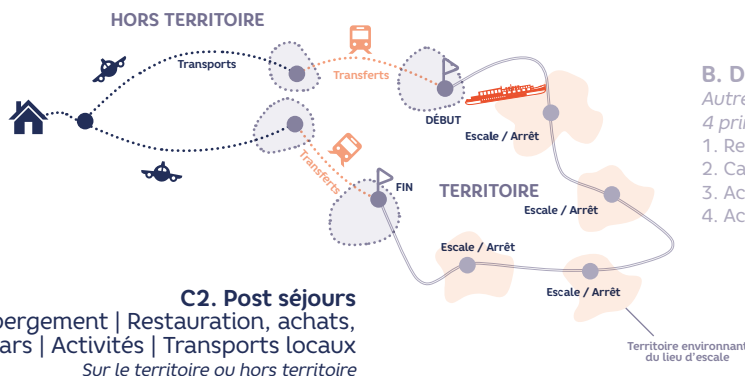 HORS TERRITOIRE
Transports
Transferts
DÉBUT
Escale / Arrêt
B. D
Autre
4 prin
1. Re
2. Ca
3. Ac
4. Ac
Transferts
FIN
TERRITOIRE
Escale / Arrêt
Escale / Arrêt
Escale / Arrêt
C2. Post séjours
bergement | Restauration, achats,
ars | Activités | Transports locaux
Sur le territoire ou hors territoire
Territoire environnant
du lieu d'escale